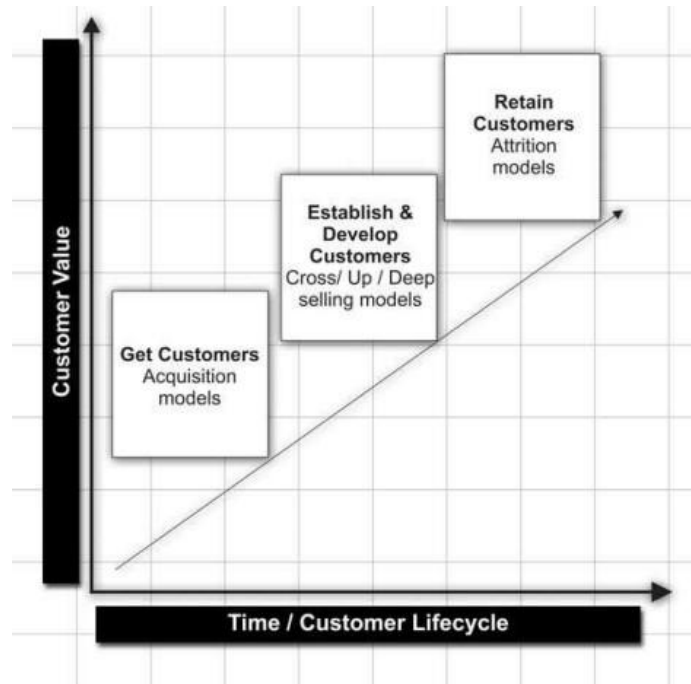 Customer Value
Retain
Customers
Attrition
models
Establish &
Develop
Customers
Cross/ Up / Deep
selling models
Get Customers
Acquisition
models
Time / Customer Lifecycle